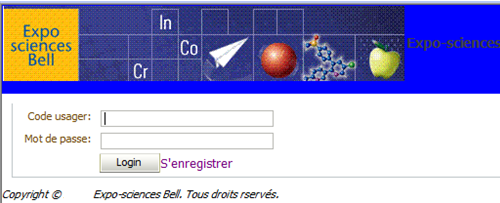 Expo
sciences
Bell
In
Co
Cr
Expo-sciences
Code usager:
Mot de passe:
Login S'enregistrer
Copyright © Expo-sciences Bell. Tous droits rservés.